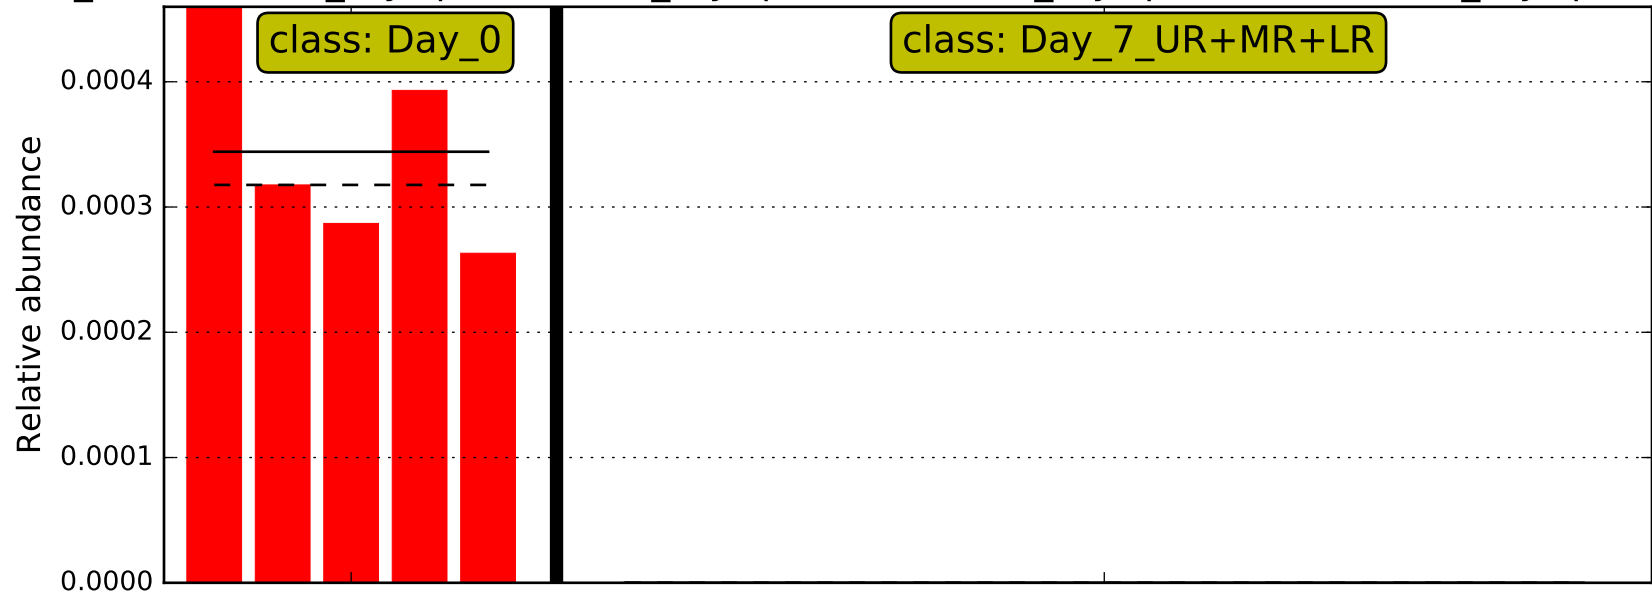 class: Day_0
class: Day_7_UR+MR+LR
0.0004
0.0003
0.0002
0.0001
0.0000
Relative abundance